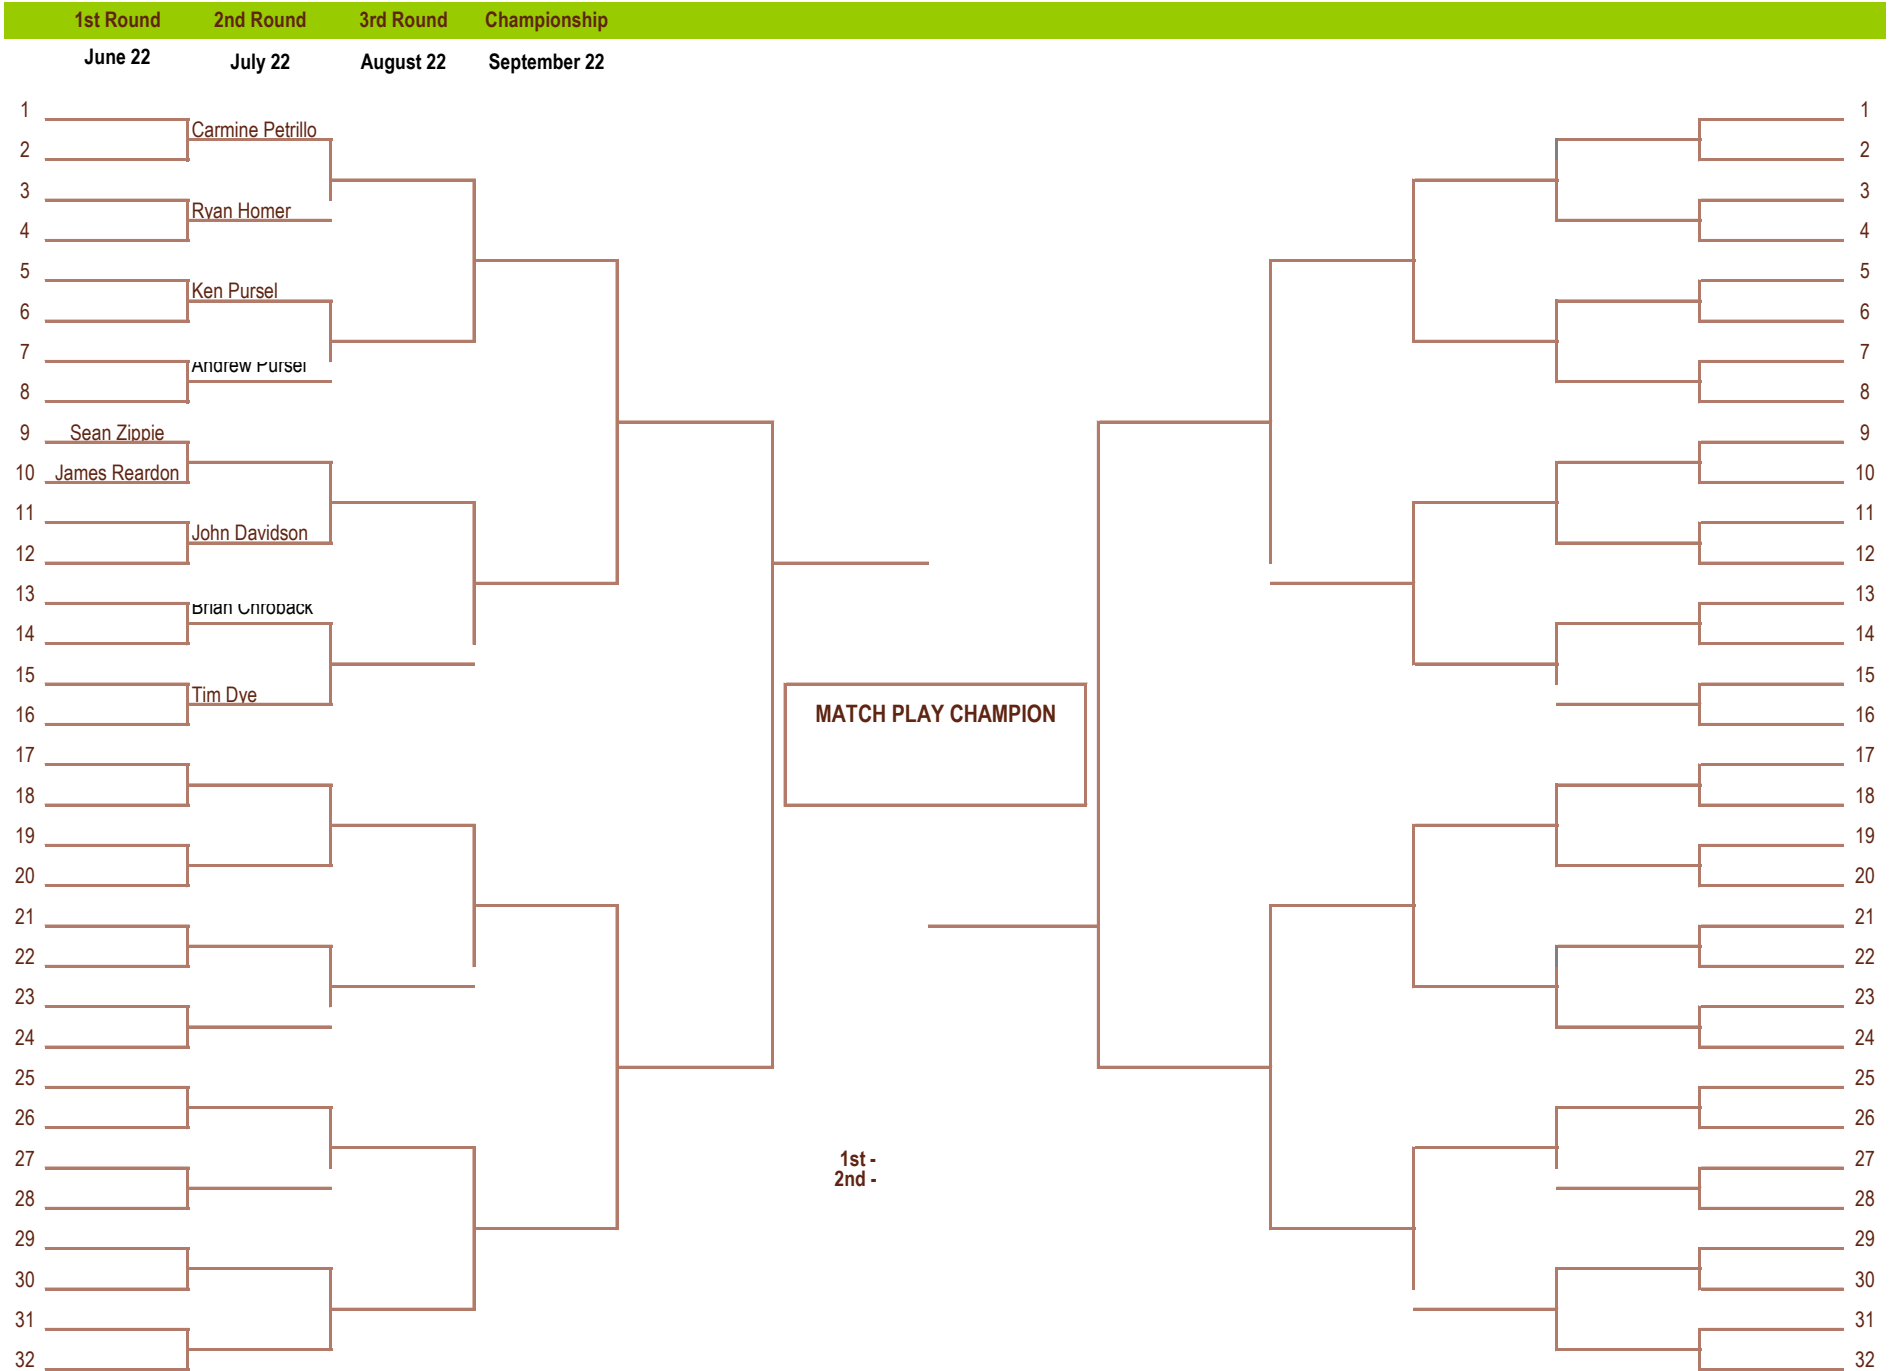 1st Round 2nd Round 3rd Round Championship
June 22 July 22 August 22 September 22
1 1
Carmine Petrillo
2 2
3 3
Ryan Homer
4 4
5 5
Ken Pursel
6 6
7 7
Andrew Pursel
8 8
9 Sean Zippie 9
10 James Reardon 10
11 11
John Davidson
12 12
13 13
Brian Chroback
14 14
15 15
Tim Dye
16 16
MATCH PLAY CHAMPION
17 17
18 18
19 19
20 20
21 21
22 22
23 23
24 24
25 25
26 26
27 27
1st -
2nd -
28 28
29 29
30 30
31 31
32 32